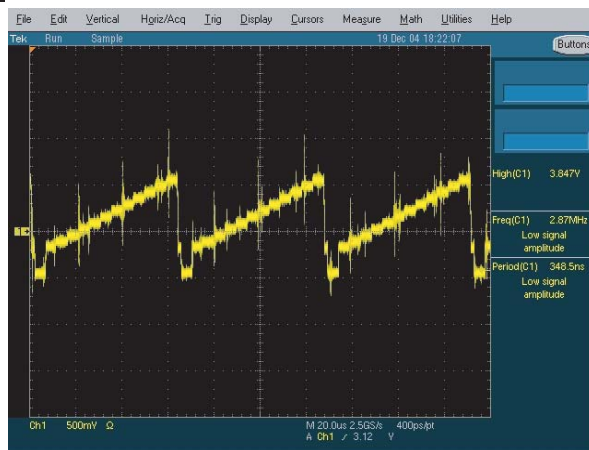 File Edit Vertical Horiz/Acq Trig Display Cursors Measure Math Utilities Help
Tek Run Sample 19 Dec 04 18:22:07
Buttons
High(C1) 3.847V
Freq(C1) 2.87MHz
Low signal
amplitude
Period(C1) 348.5ns
Low signal
amplitude
1
Ch1 500mV Ω M 20.0us 2.5GS/s 400ps/pt
A Ch1 / 3.12 V